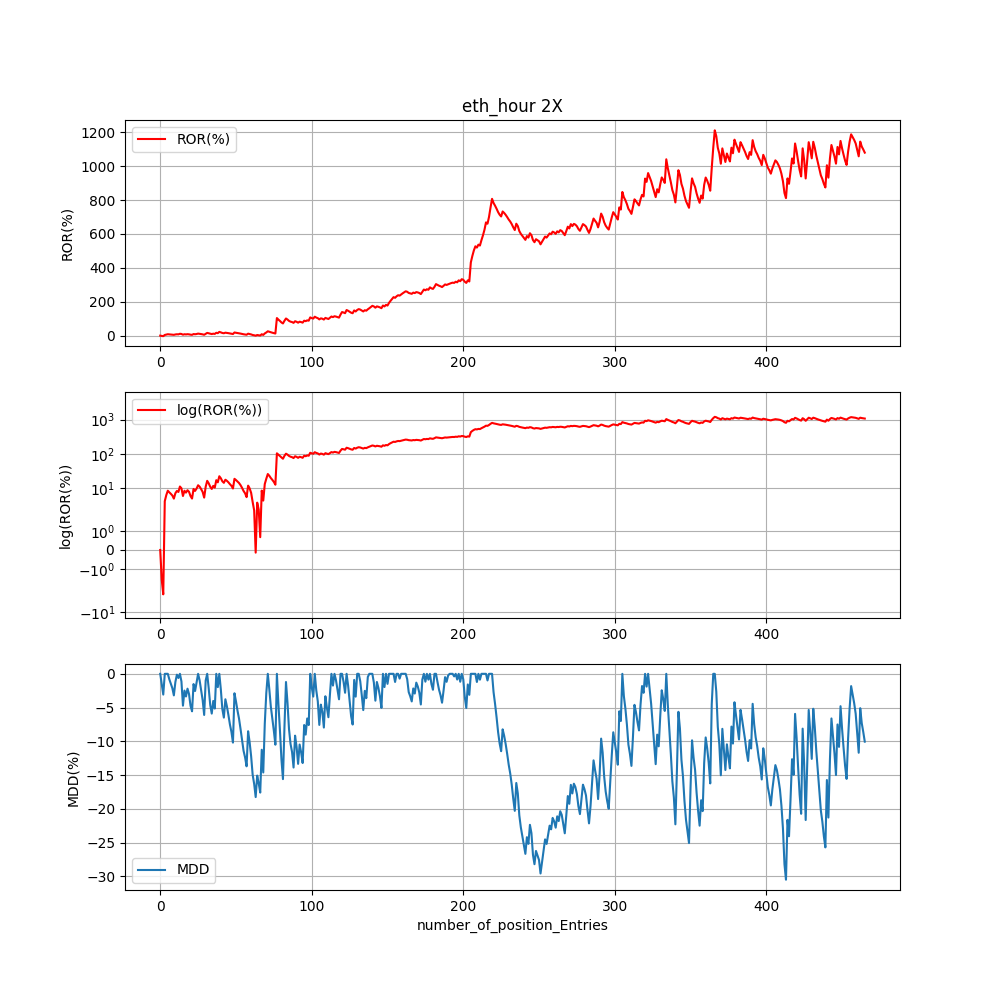 eth_hour 2X
ROR(%)
ROR(%)
1200
1000
800
600
400
200
0
0 100 200 300 400
log(ROR(%))
log(ROR(%))
10³
10²
10¹
10⁰
0
−10⁰
−10¹
0 100 200 300 400
MDD(%)
0
−5
−10
−15
−20
−25
−30
MDD
0 100 200 300 400
number_of_position_Entries